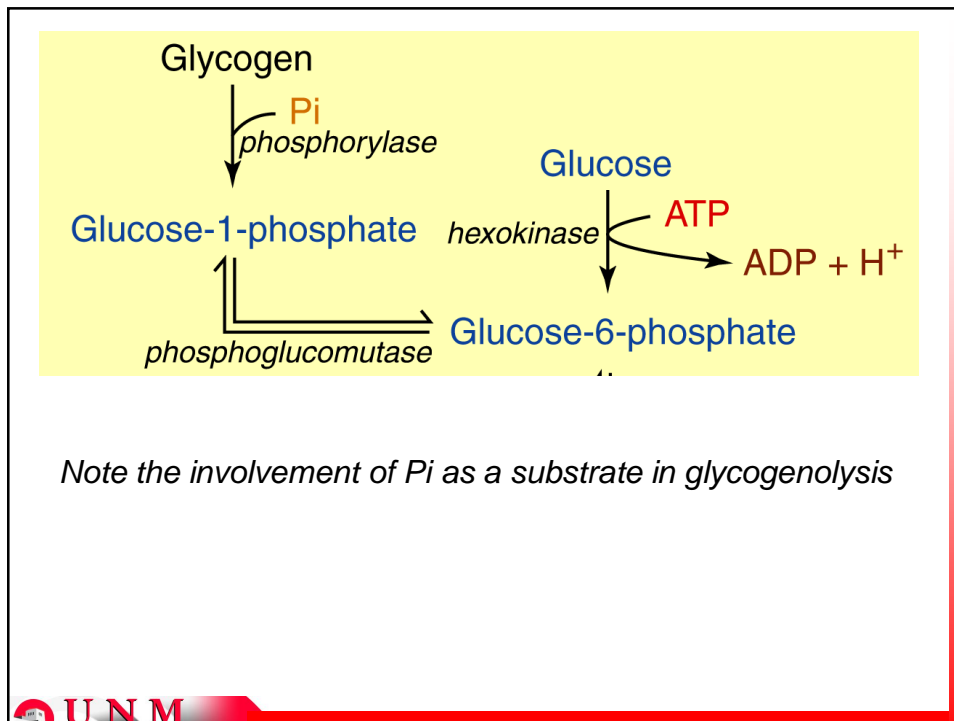 Glycogen
Pi
phosphorylase
Glucose
Glucose-1-phosphate
hexokinase
ATP
ADP + H⁺
Glucose-6-phosphate
phosphoglucomutase
Note the involvement of Pi as a substrate in glycogenolysis
UNM